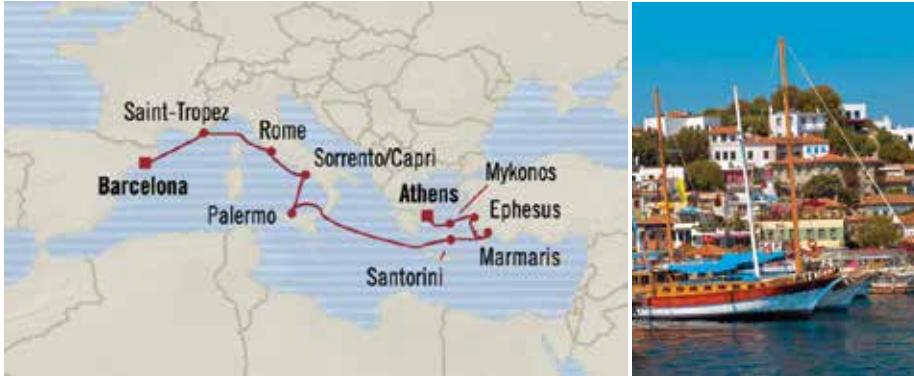 Saint-Tropez
Rome
Barcelona
Sorrento/Capri
Palermo
Athens
Mykonos
Ephesus
Santorini
Marmaris